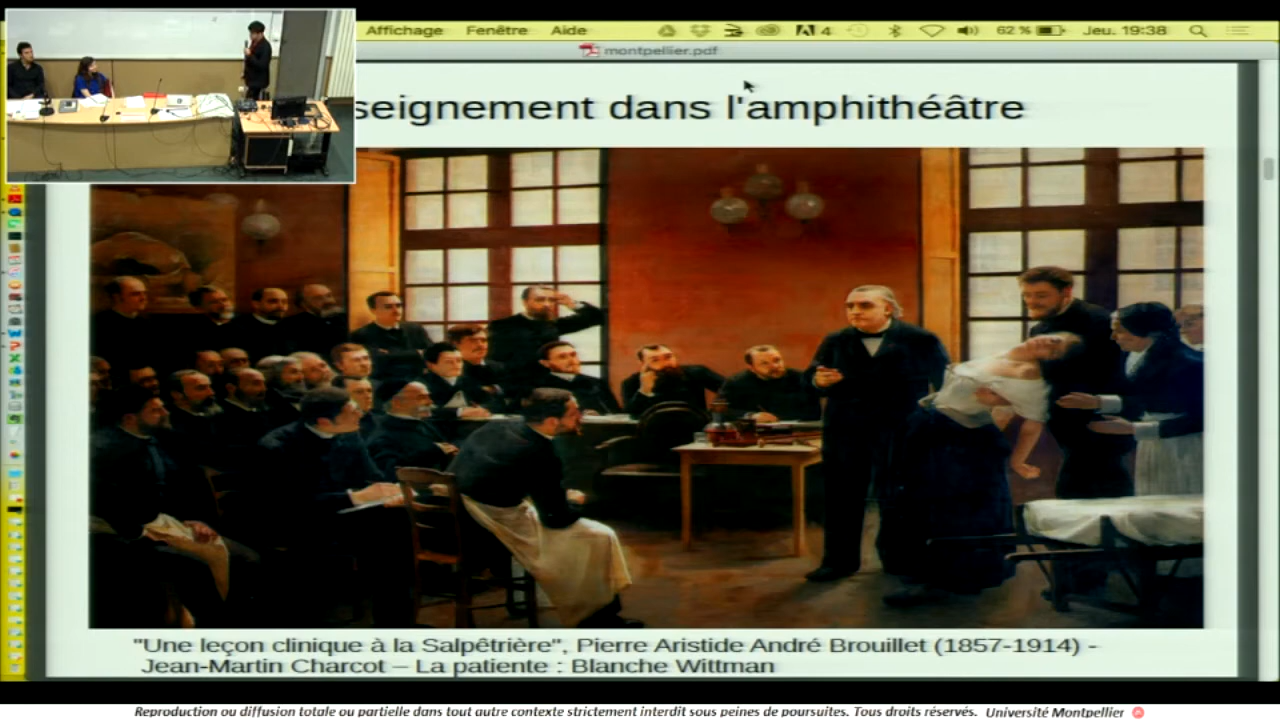 Affichage Fenêtre Aide 4 62 % Jeu. 19:38
montpellier.pdf
seignement dans l'amphithéâtre
"Une leçon clinique à la Salpêtrière", Pierre Aristide André Brouillet (1857-1914) -
Jean-Martin Charcot – La patiente : Blanche Wittman
Reproduction ou diffusion totale ou partielle dans tout autre contexte strictement interdit sous peines de poursuites. Tous droits réservés. Université Montpellier